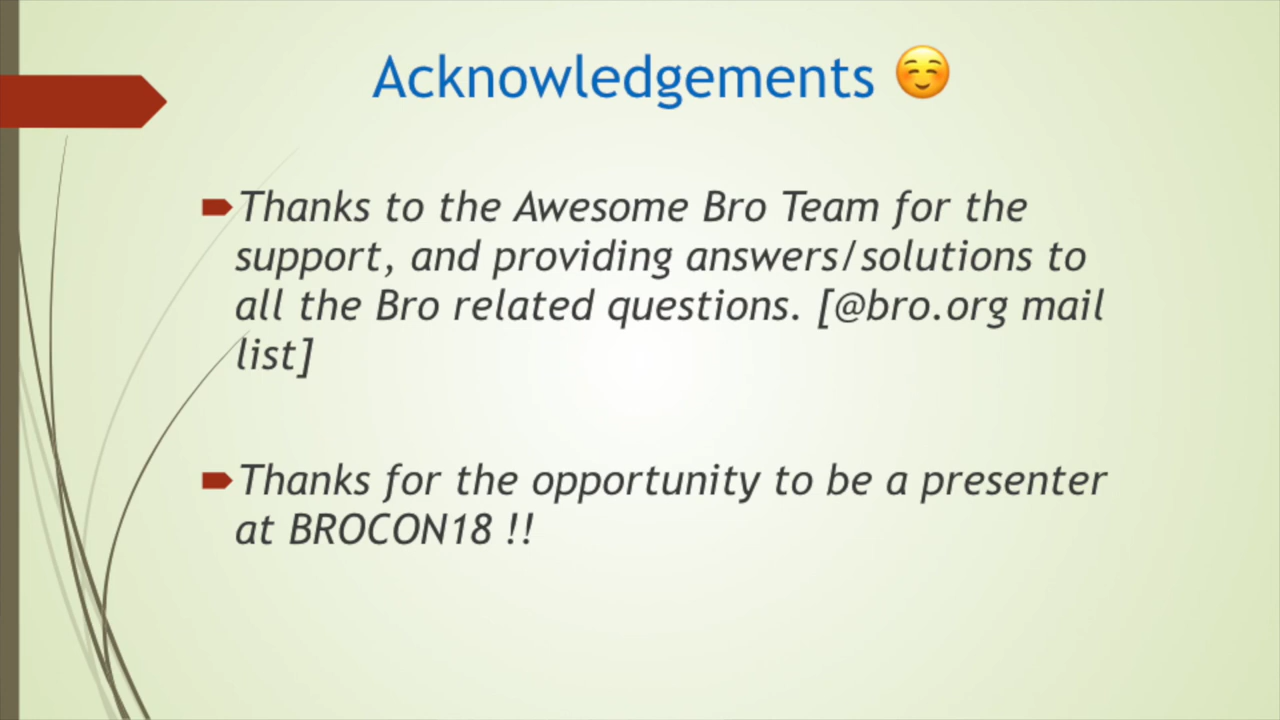 Acknowledgements ☺️
Thanks to the Awesome Bro Team for the
support, and providing answers/solutions to
all the Bro related questions. [@bro.org mail
list]
Thanks for the opportunity to be a presenter
at BROCON18 !!